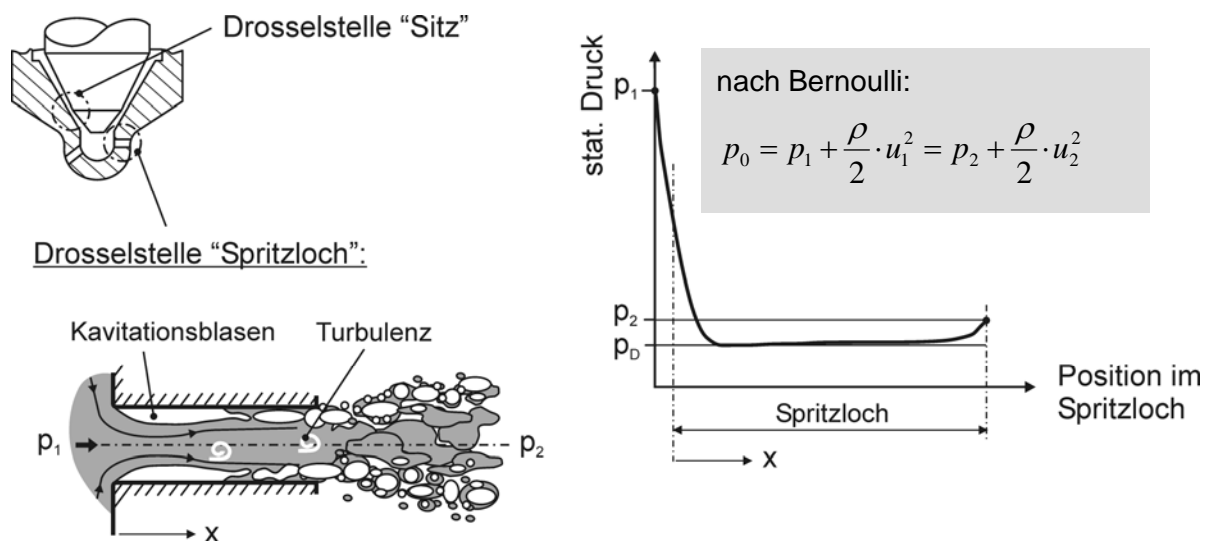 Drosselstelle “Sitz”
Drosselstelle “Spritzloch”:
Kavitationsblasen
Turbulenz
p₁
p₂
x
stat. Druck
p₁
nach Bernoulli:
p₀ = p₁ + ρ/2 · u₁² = p₂ + ρ/2 · u₂²
p₂
p_D
Spritzloch
x
Position im
Spritzloch